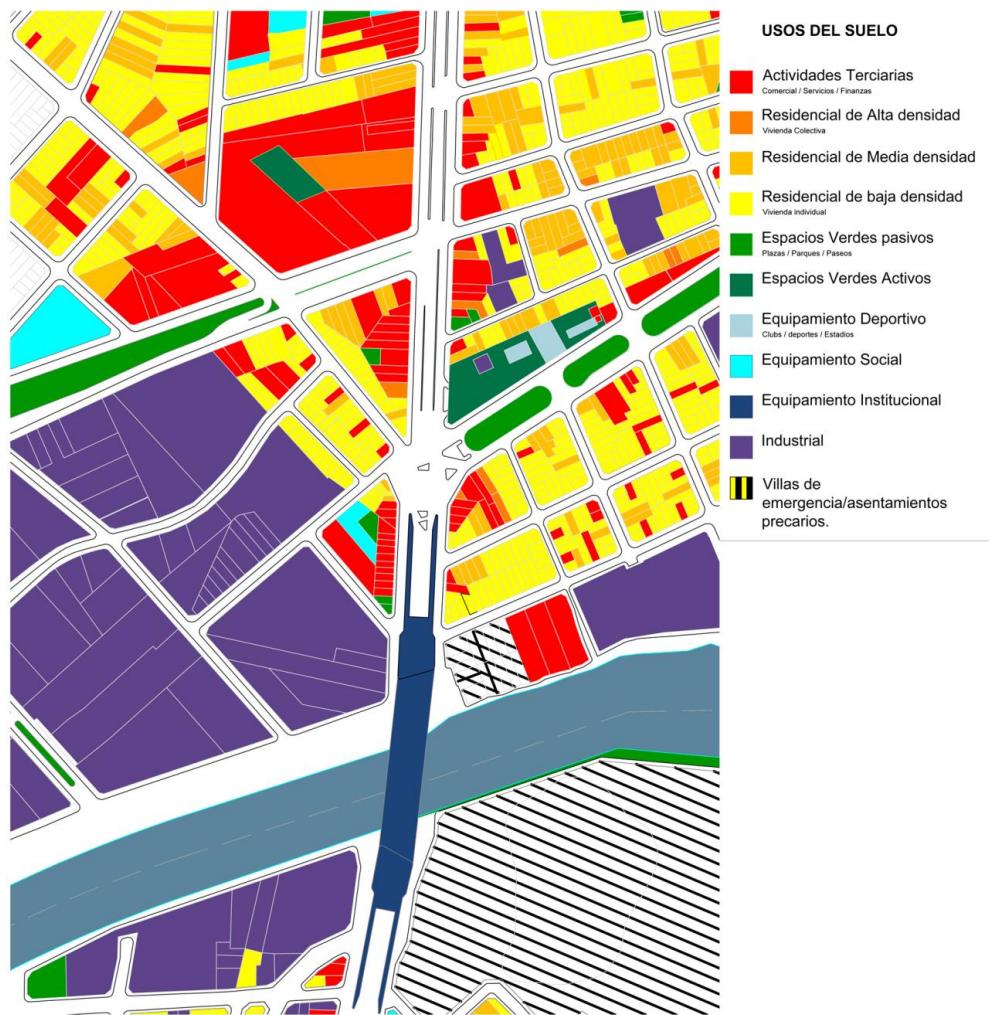 USOS DEL SUELO
Actividades Terciarias
Comercial / Servicios / Finanzas
Residencial de Alta densidad
Vivienda Colectiva
Residencial de Media densidad
Residencial de baja densidad
Vivienda individual
Espacios Verdes pasivos
Plazas / Parques / Paseos
Espacios Verdes Activos
Equipamiento Deportivo
Clubs / deportes / Estadios
Equipamiento Social
Equipamiento Institucional
Industrial
Villas de
emergencia/asentamientos
precarios.